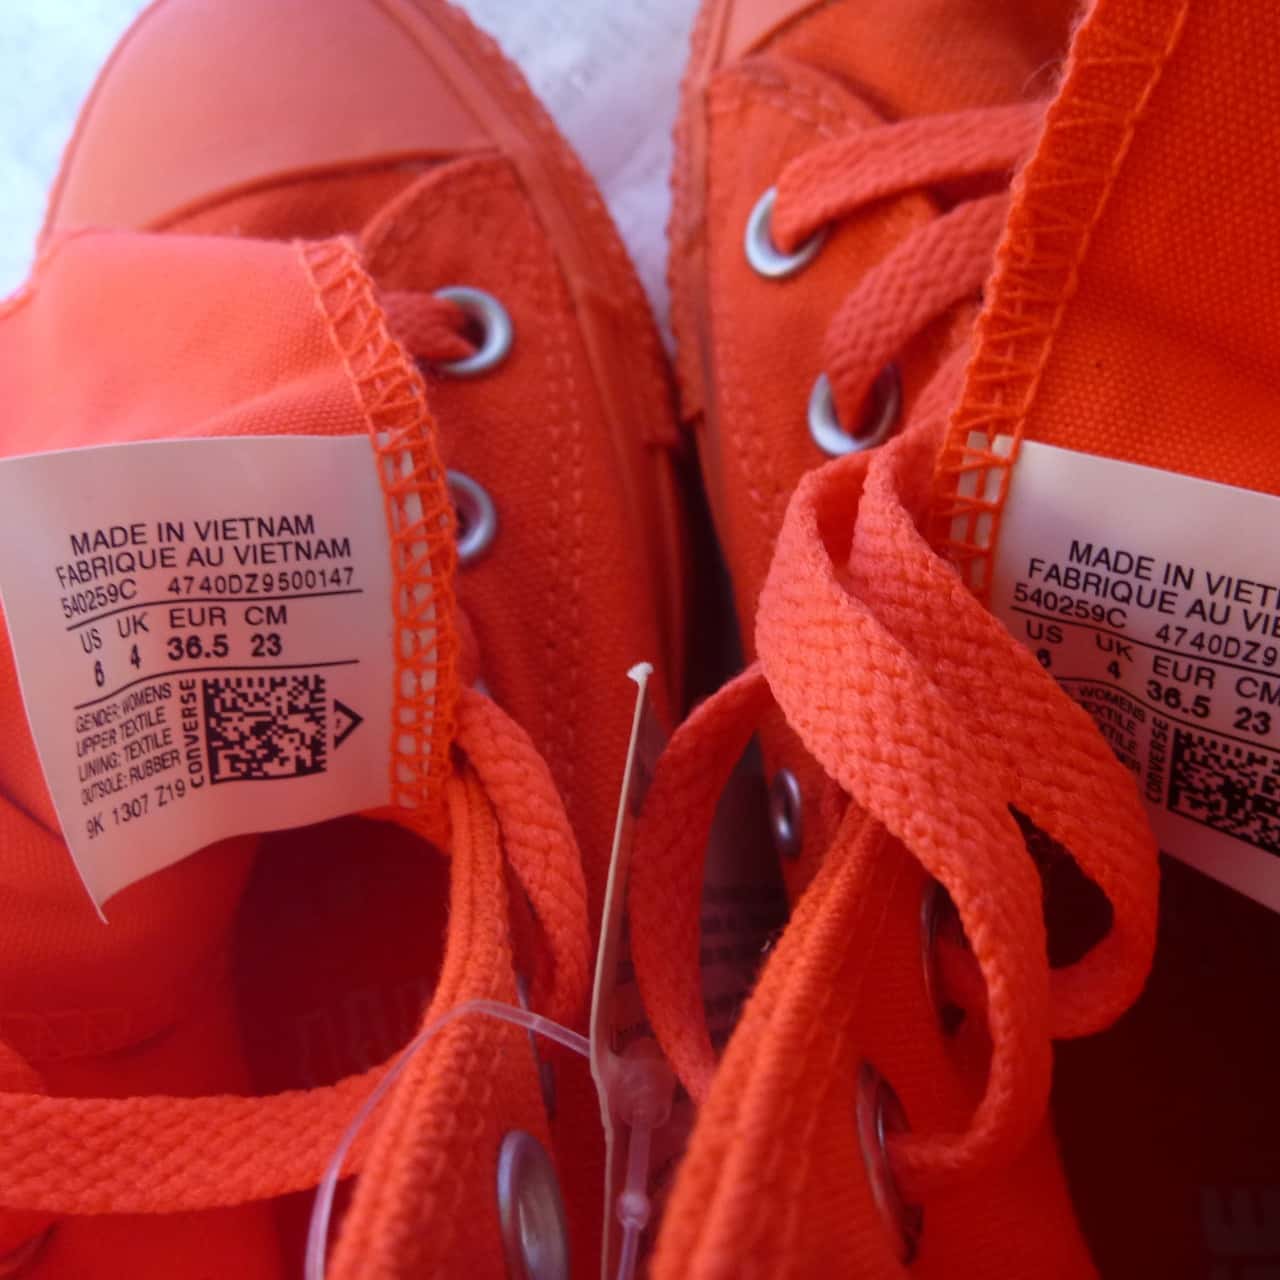 MADE IN VIETNAM
FABRIQUE AU VIETNAM
540259C 4740DZ9500147
US UK EUR CM
6 4 36.5 23
GENDER: WOMENS
UPPER TEXTILE
LINING: TEXTILE
OUTSOLE: RUBBER
CONVERSE
9K 1307 Z19
MADE IN VIET
FABRIQUE AU VIE
540259C 4740DZ9
US UK EUR CM
6 4 36.5 23
WOMENS
CONVERSE